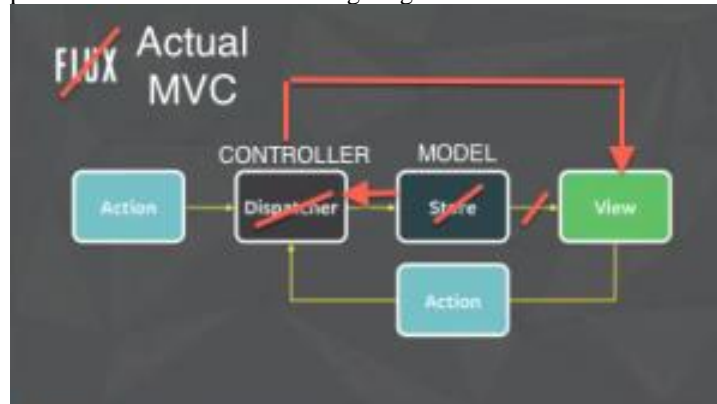 FLUX Actual
MVC
CONTROLLER MODEL
Action Dispatcher Store View
Action